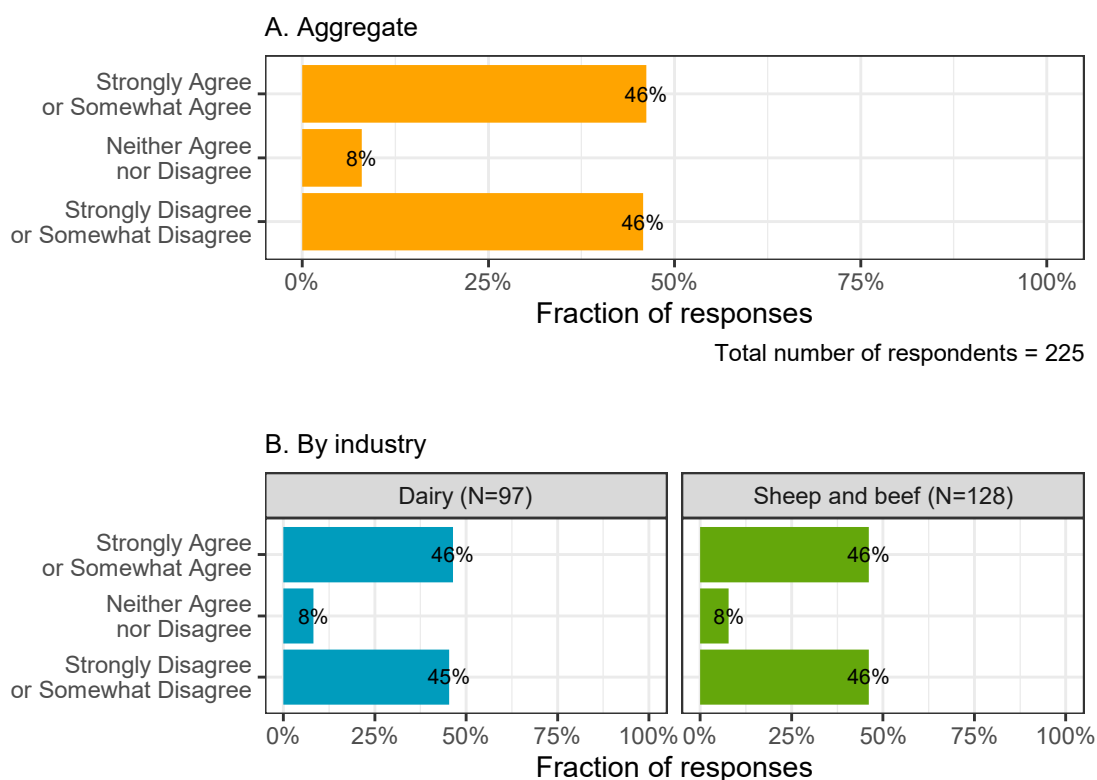 A. Aggregate
Strongly Agree
or Somewhat Agree
46%
Neither Agree
nor Disagree
8%
Strongly Disagree
or Somewhat Disagree
46%
0% 25% 50% 75% 100%
Fraction of responses
Total number of respondents = 225
B. By industry
Dairy (N=97) Sheep and beef (N=128)
Strongly Agree
or Somewhat Agree
46% 46%
Neither Agree
nor Disagree
8% 8%
Strongly Disagree
or Somewhat Disagree
45% 46%
0% 25% 50% 75% 100% 0% 25% 50% 75% 100%
Fraction of responses